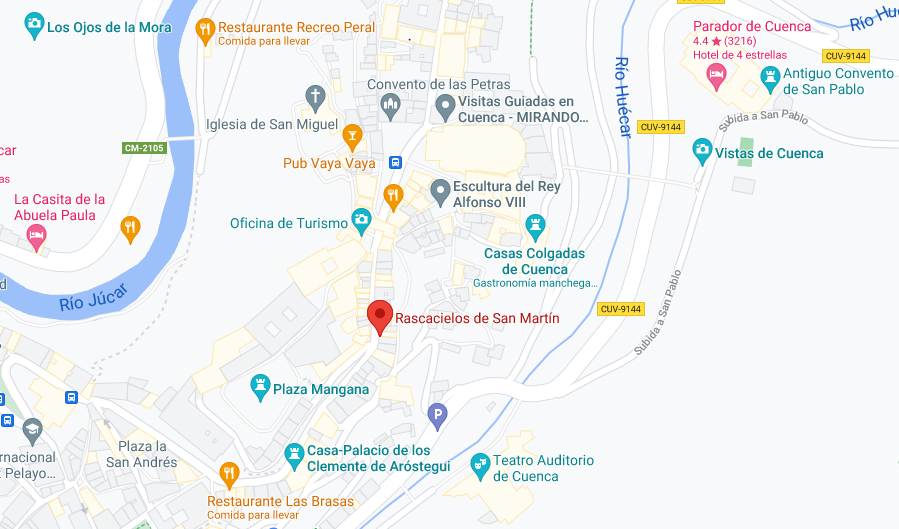 Los Ojos de la Mora
Restaurante Recreo Peral
Comida para llevar
Río Huécar
Parador de Cuenca
4.4 ★ (3216)
Hotel de 4 estrellas
CUV-9144
Antiguo Convento
de San Pablo
Convento de las Petras
Visitas Guiadas en
Cuenca - MIRANDO...
Iglesia de San Miguel
CUV-9144
Subida a San Pablo
CM-2105
Pub Vaya Vaya
Vistas de Cuenca
car
as
La Casita de la
Abuela Paula
Escultura del Rey
Alfonso VIII
Oficina de Turismo
Casas Colgadas
de Cuenca
Gastronomía manchega...
d
Río Júcar
CUV-9144
Subida a San Pablo
Rascacielos de San Martín
Plaza Mangana
P
Plaza la
San Andrés
rnacional
Pelayo...
Casa-Palacio de los
Clemente de Aróstegui
Teatro Auditorio
de Cuenca
Restaurante Las Brasas
Comida para llevar